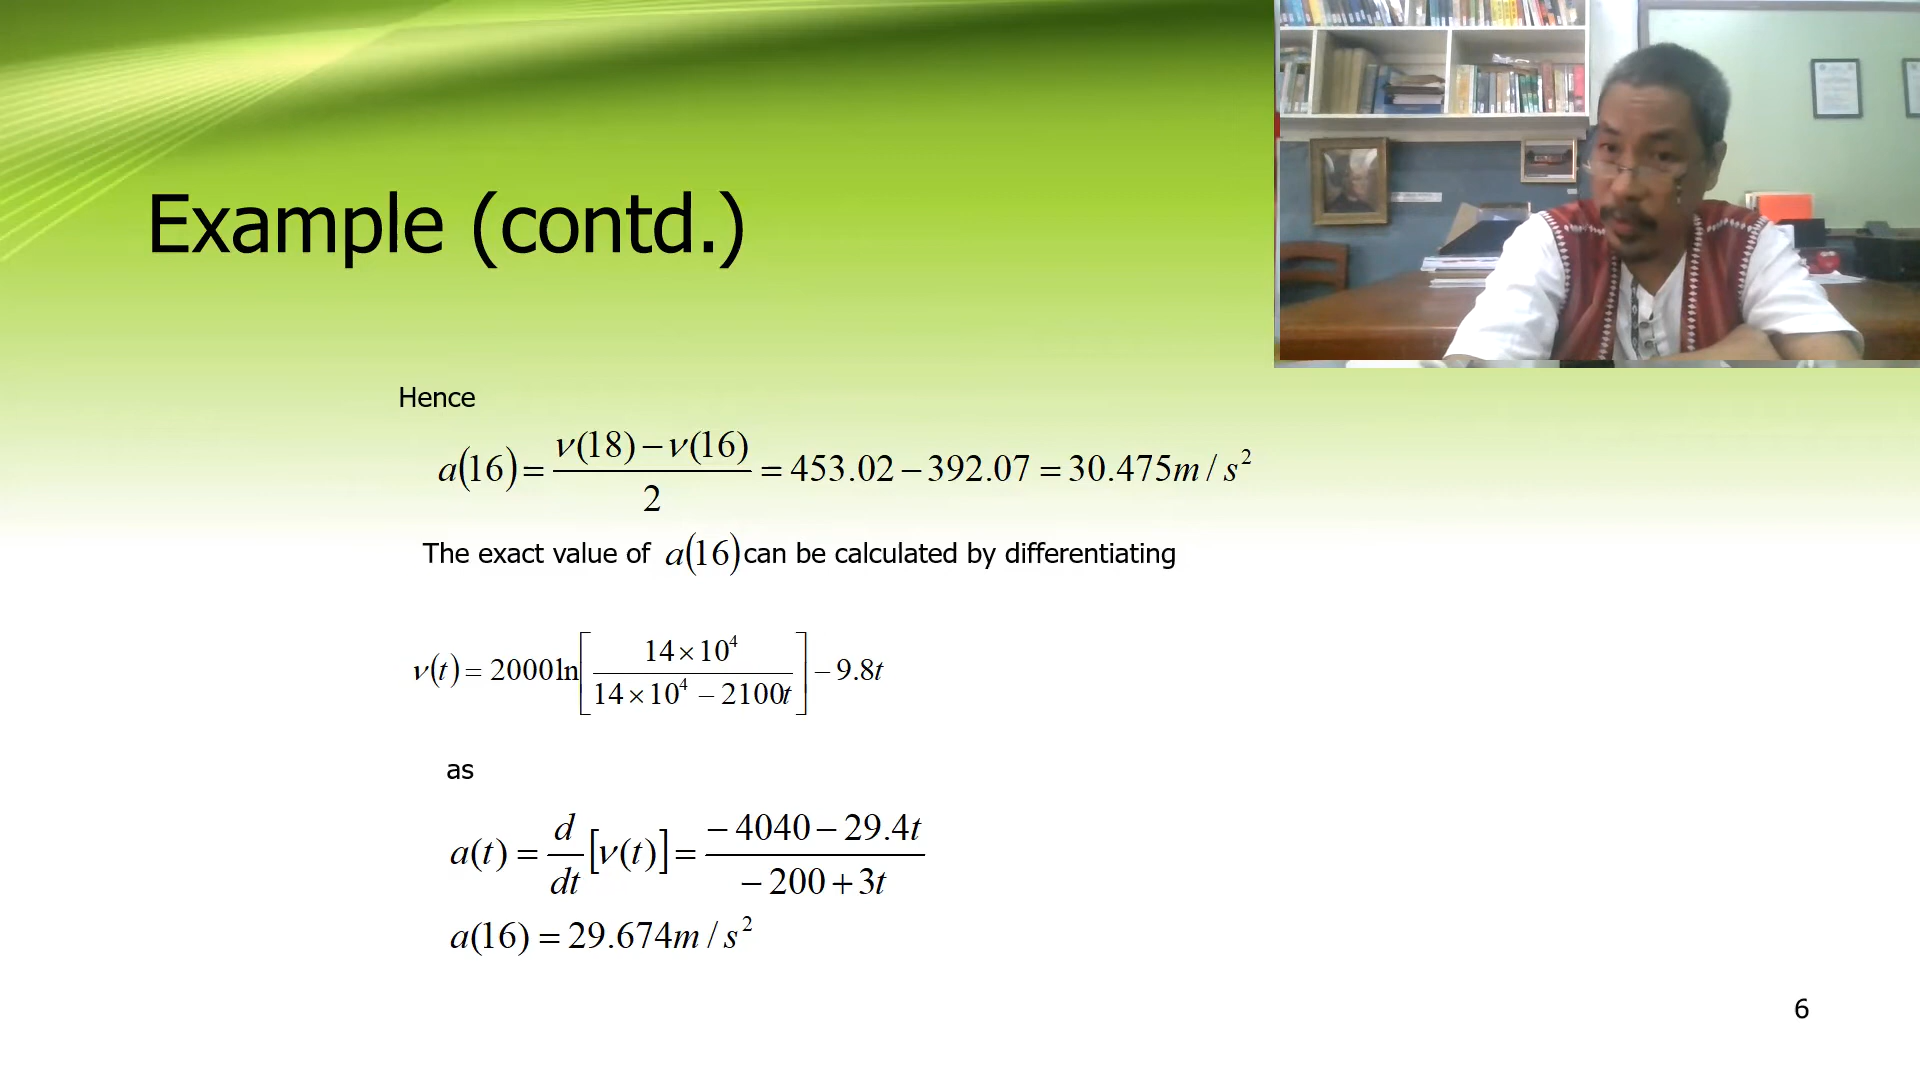 Example (contd.)
Hence
a(16) = ν(18) − ν(16) / 2 = 453.02 − 392.07 = 30.475m / s²
The exact value of a(16) can be calculated by differentiating
ν(t) = 2000 ln[14×10⁴ / 14×10⁴ − 2100t] − 9.8t
as
a(t) = d/dt [ν(t)] = −4040 − 29.4t / −200 + 3t
a(16) = 29.674m / s²
6